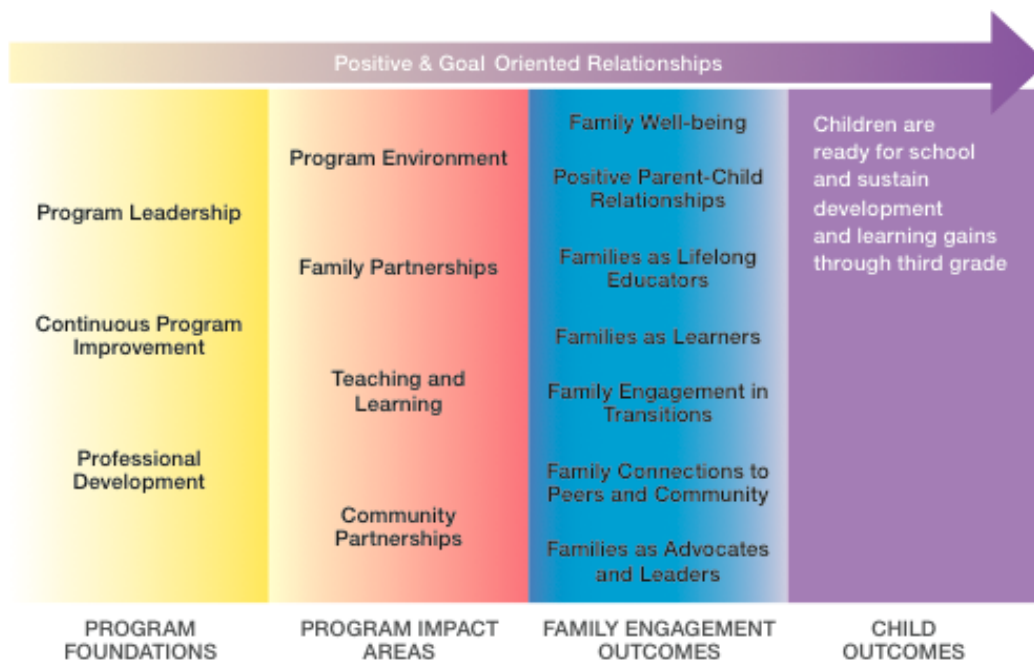 Positive & Goal Oriented Relationships
Program Leadership
Continuous Program
Improvement
Professional
Development
PROGRAM
FOUNDATIONS
Program Environment
Family Partnerships
Teaching and
Learning
Community
Partnerships
PROGRAM IMPACT
AREAS
Family Well-being
Positive Parent-Child
Relationships
Families as Lifelong
Educators
Families as Learners
Family Engagement in
Transitions
Family Connections to
Peers and Community
Families as Advocates
and Leaders
FAMILY ENGAGEMENT
OUTCOMES
Children are
ready for school
and sustain
development
and learning gains
through third grade
CHILD
OUTCOMES